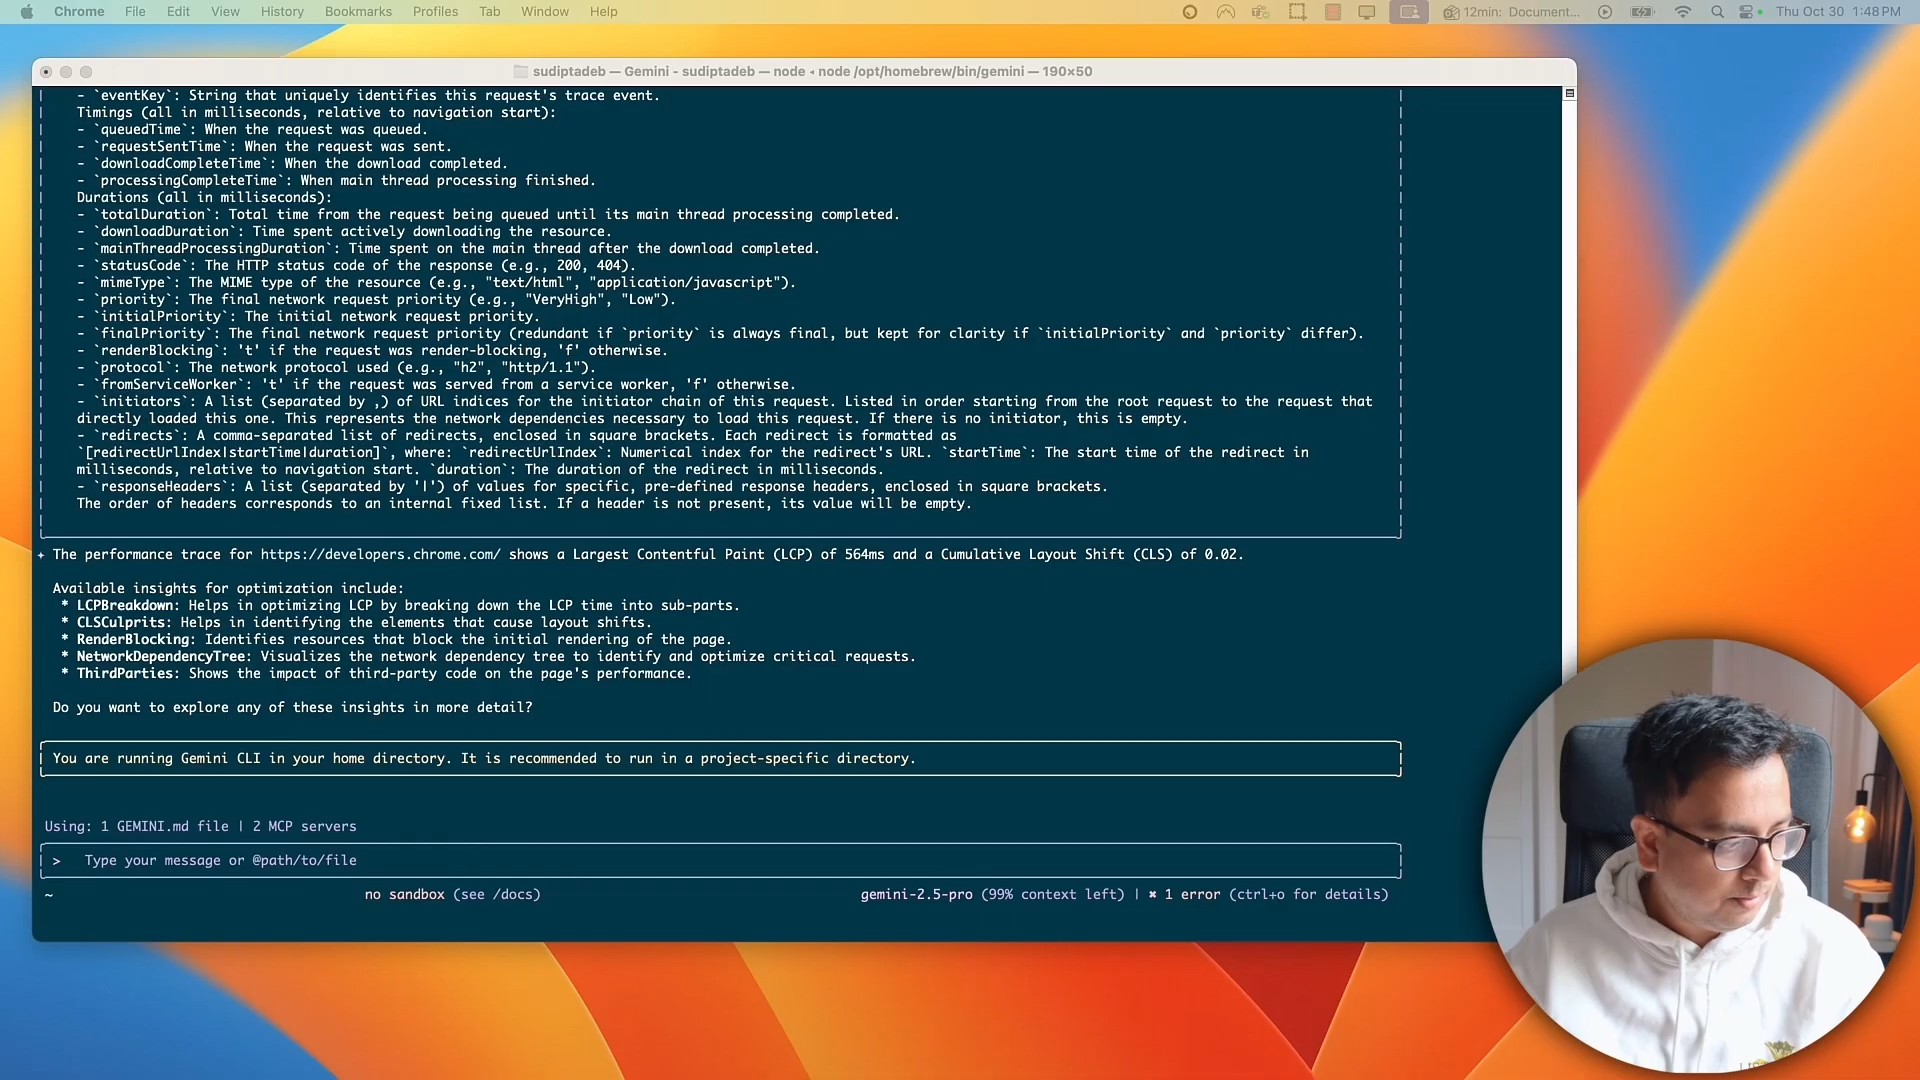 Chrome File Edit View History Bookmarks Profiles Tab Window Help 12min: Document... Thu Oct 30 1:48 PM
sudiptadeb — Gemini - sudiptadeb — node ◂ node /opt/homebrew/bin/gemini — 190×50
- `eventKey`: String that uniquely identifies this request's trace event.
Timings (all in milliseconds, relative to navigation start):
- `queuedTime`: When the request was queued.
- `requestSentTime`: When the request was sent.
- `downloadCompleteTime`: When the download completed.
- `processingCompleteTime`: When main thread processing finished.
Durations (all in milliseconds):
- `totalDuration`: Total time from the request being queued until its main thread processing completed.
- `downloadDuration`: Time spent actively downloading the resource.
- `mainThreadProcessingDuration`: Time spent on the main thread after the download completed.
- `statusCode`: The HTTP status code of the response (e.g., 200, 404).
- `mimeType`: The MIME type of the resource (e.g., "text/html", "application/javascript").
- `priority`: The final network request priority (e.g., "VeryHigh", "Low").
- `initialPriority`: The initial network request priority.
- `finalPriority`: The final network request priority (redundant if `priority` is always final, but kept for clarity if `initialPriority` and `priority` differ).
- `renderBlocking`: 't' if the request was render-blocking, 'f' otherwise.
- `protocol`: The network protocol used (e.g., "h2", "http/1.1").
- `fromServiceWorker`: 't' if the request was served from a service worker, 'f' otherwise.
- `initiators`: A list (separated by ,) of URL indices for the initiator chain of this request. Listed in order starting from the root request to the request that
directly loaded this one. This represents the network dependencies necessary to load this request. If there is no initiator, this is empty.
- `redirects`: A comma-separated list of redirects, enclosed in square brackets. Each redirect is formatted as
`[redirectUrlIndex|startTime|duration]`, where: `redirectUrlIndex`: Numerical index for the redirect's URL. `startTime`: The start time of the redirect in
milliseconds, relative to navigation start. `duration`: The duration of the redirect in milliseconds.
- `responseHeaders`: A list (separated by '|') of values for specific, pre-defined response headers, enclosed in square brackets.
The order of headers corresponds to an internal fixed list. If a header is not present, its value will be empty.
✦ The performance trace for https://developers.chrome.com/ shows a Largest Contentful Paint (LCP) of 564ms and a Cumulative Layout Shift (CLS) of 0.02.
Available insights for optimization include:
* LCPBreakdown: Helps in optimizing LCP by breaking down the LCP time into sub-parts.
* CLSCulprits: Helps in identifying the elements that cause layout shifts.
* RenderBlocking: Identifies resources that block the initial rendering of the page.
* NetworkDependencyTree: Visualizes the network dependency tree to identify and optimize critical requests.
* ThirdParties: Shows the impact of third-party code on the page's performance.
Do you want to explore any of these insights in more detail?
You are running Gemini CLI in your home directory. It is recommended to run in a project-specific directory.
Using: 1 GEMINI.md file | 2 MCP servers
> Type your message or @path/to/file
~ no sandbox (see /docs) gemini-2.5-pro (99% context left) | ✖ 1 error (ctrl+o for details)